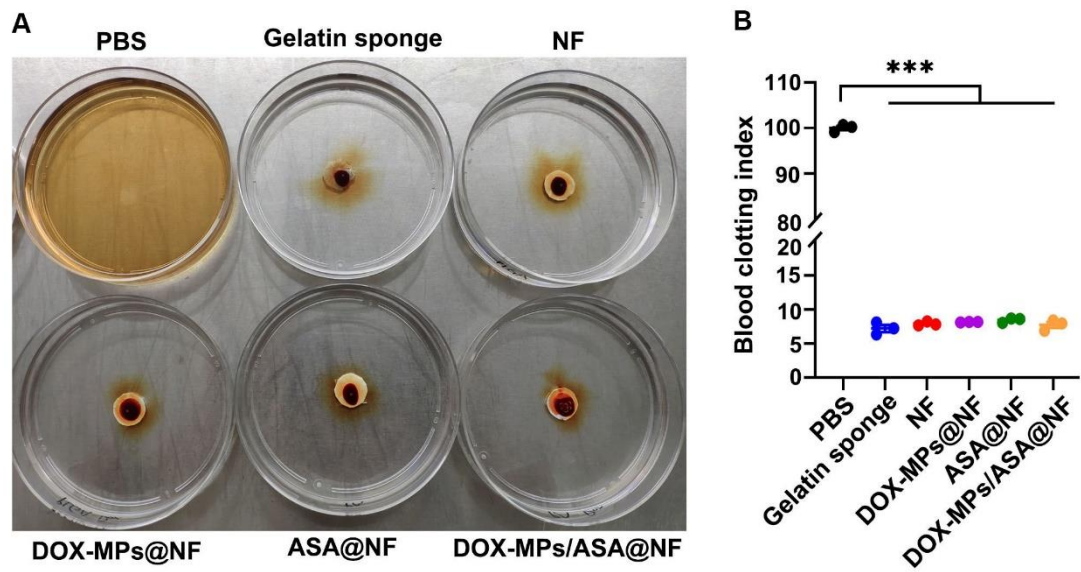 A
PBS
Gelatin sponge
NF
DOX-MPs@NF
ASA@NF
DOX-MPs/ASA@NF
B
***
Blood clotting index
110
100
90
80
20
15
10
5
0
PBS
Gelatin sponge
NF
DOX-MPs@NF
ASA@NF
DOX-MPs/ASA@NF